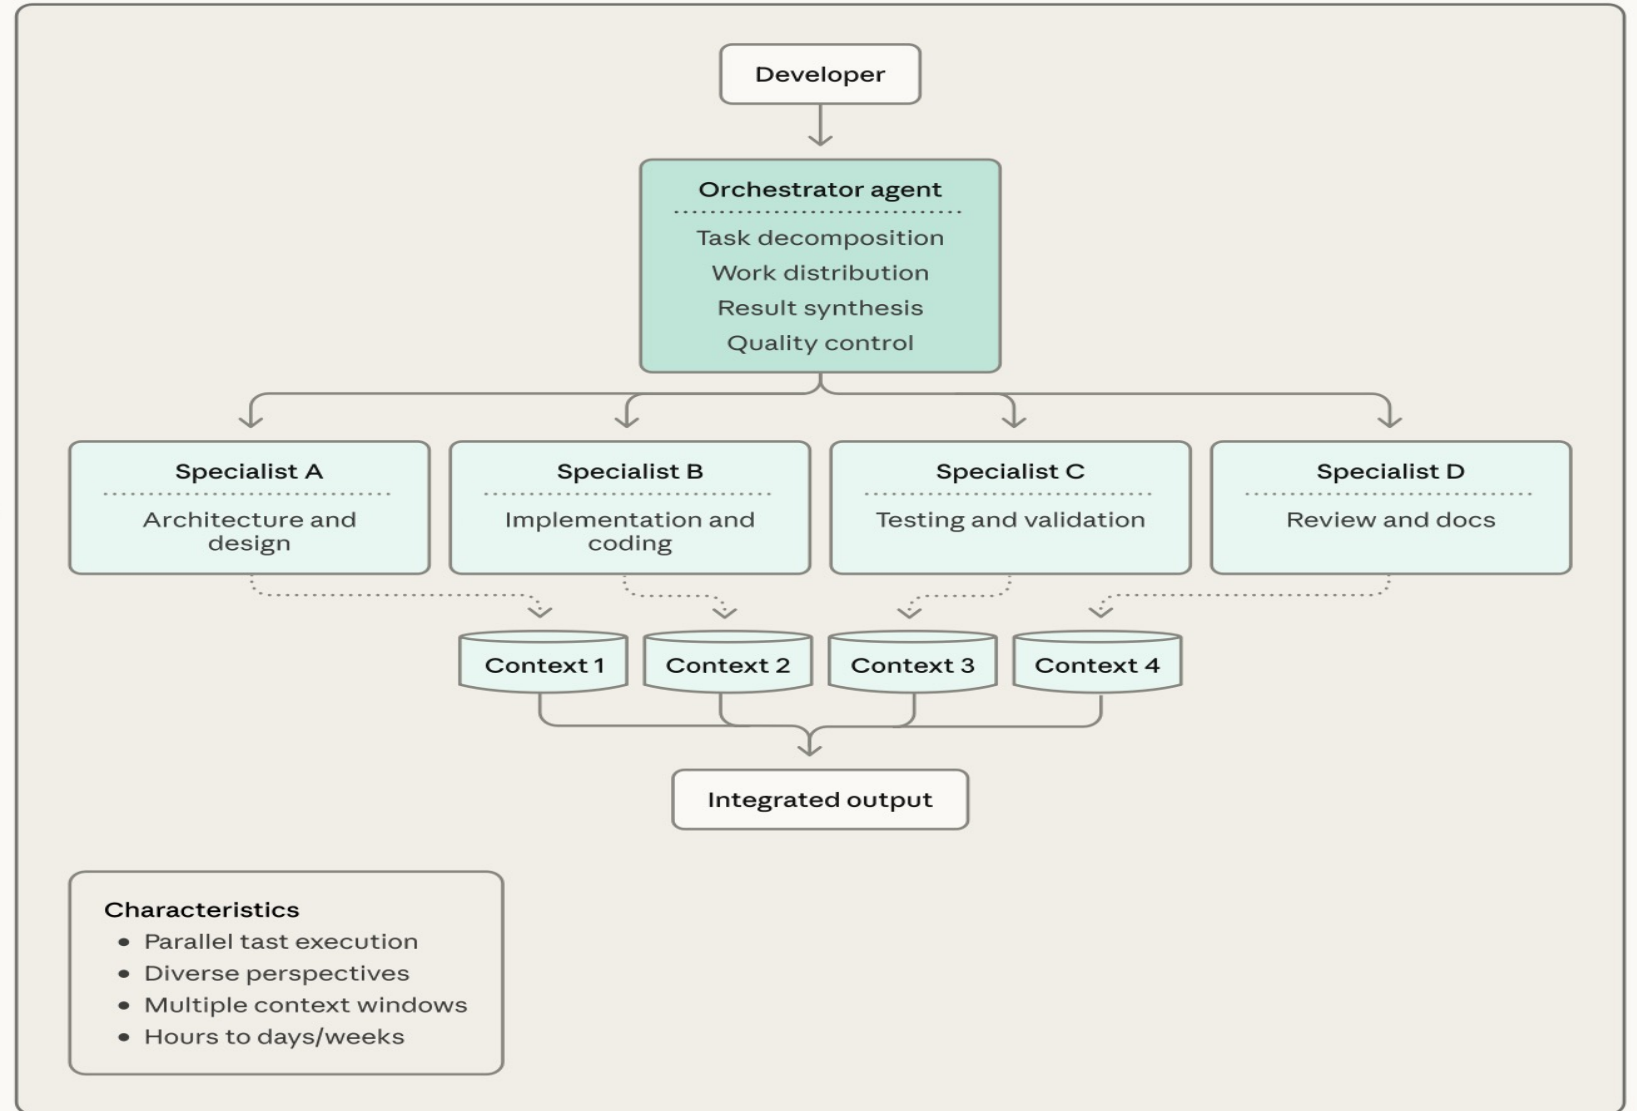 Developer
Orchestrator agent
Task decomposition
Work distribution
Result synthesis
Quality control
Specialist A
Architecture and
design
Specialist B
Implementation and
coding
Specialist C
Testing and validation
Specialist D
Review and docs
Context 1
Context 2
Context 3
Context 4
Integrated output
Characteristics
• Parallel tast execution
• Diverse perspectives
• Multiple context windows
• Hours to days/weeks